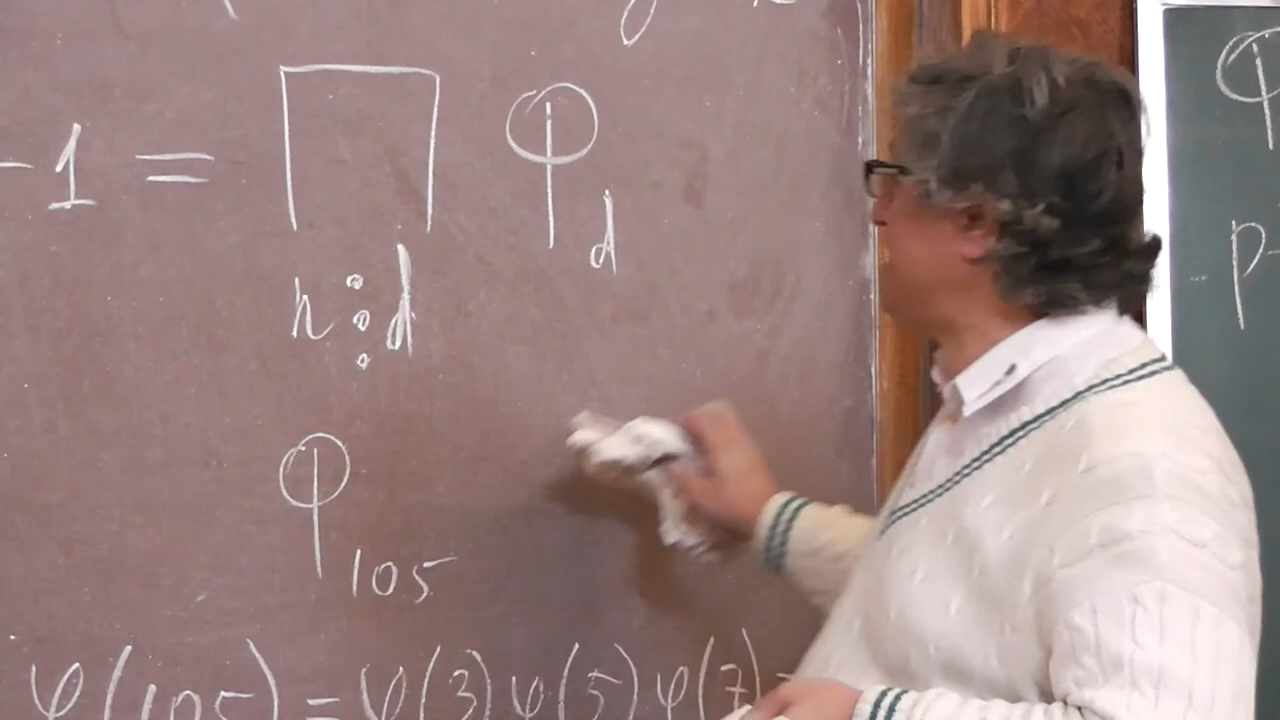 - 1 = ∏ Φ_d
n ⋮ d
Φ_105
φ(105) = φ(3) φ(5) φ(7) =
Φ
p -